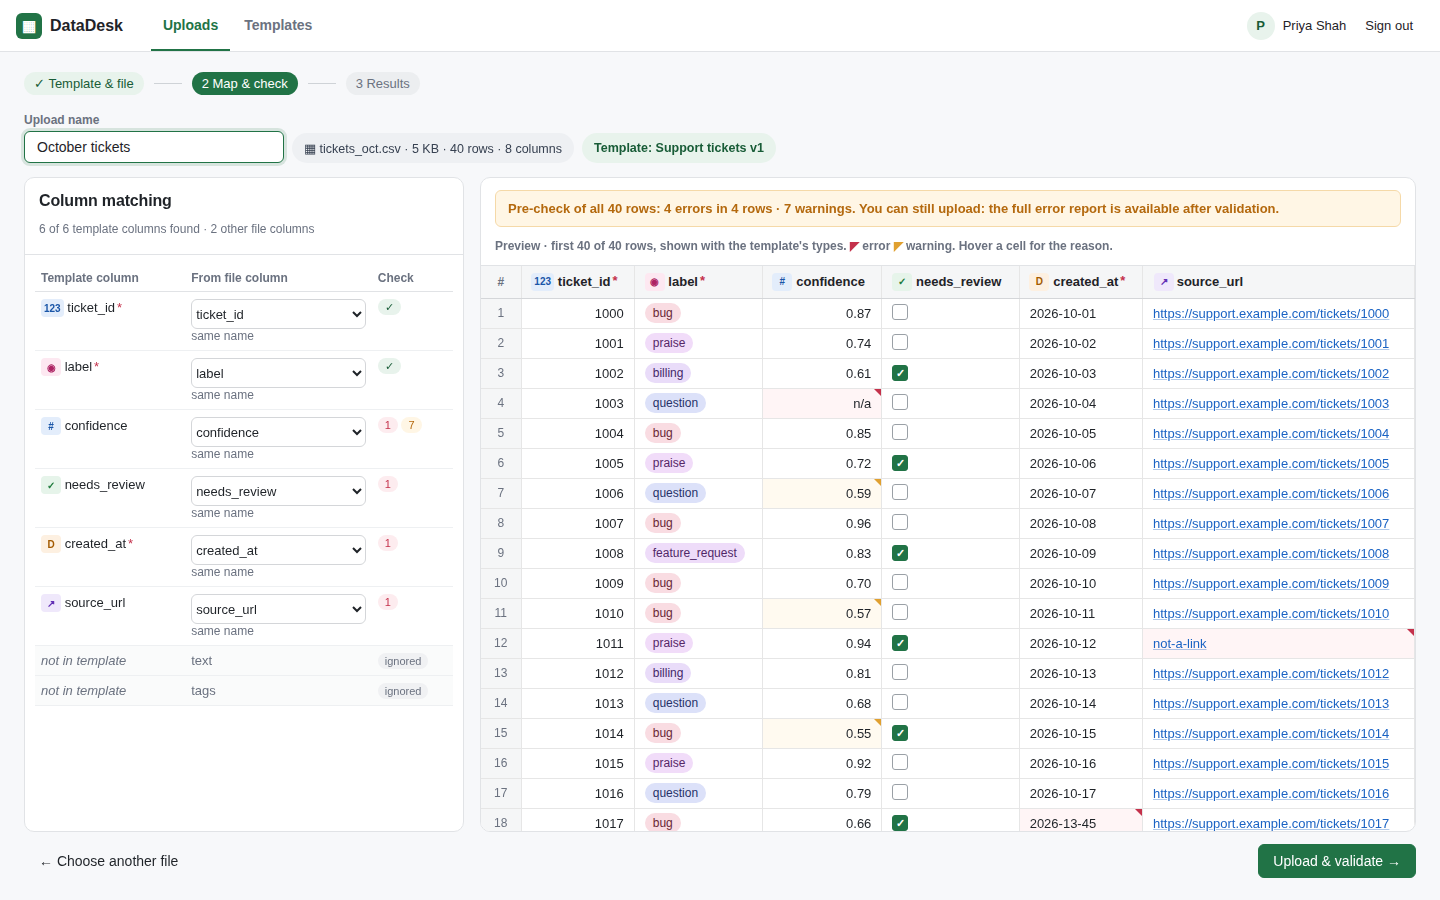 DataDesk Uploads Templates P Priya Shah Sign out
✓ Template & file 2 Map & check 3 Results
Upload name
October tickets
tickets_oct.csv · 5 KB · 40 rows · 8 columns
Template: Support tickets v1
Column matching
6 of 6 template columns found · 2 other file columns
Template column From file column Check
123 ticket_id* ticket_id ✓
same name
label* label ✓
same name
# confidence confidence 1 7
same name
✓ needs_review needs_review 1
same name
D created_at* created_at 1
same name
↗ source_url source_url 1
same name
not in template text ignored
not in template tags ignored
Pre-check of all 40 rows: 4 errors in 4 rows · 7 warnings. You can still upload: the full error report is available after validation.
Preview · first 40 of 40 rows, shown with the template's types. error warning. Hover a cell for the reason.
# 123 ticket_id* label* # confidence ✓ needs_review D created_at* ↗ source_url
1 1000 bug 0.87 2026-10-01 https://support.example.com/tickets/1000
2 1001 praise 0.74 2026-10-02 https://support.example.com/tickets/1001
3 1002 billing 0.61 ✓ 2026-10-03 https://support.example.com/tickets/1002
4 1003 question n/a 2026-10-04 https://support.example.com/tickets/1003
5 1004 bug 0.85 2026-10-05 https://support.example.com/tickets/1004
6 1005 praise 0.72 ✓ 2026-10-06 https://support.example.com/tickets/1005
7 1006 question 0.59 2026-10-07 https://support.example.com/tickets/1006
8 1007 bug 0.96 2026-10-08 https://support.example.com/tickets/1007
9 1008 feature_request 0.83 ✓ 2026-10-09 https://support.example.com/tickets/1008
10 1009 bug 0.70 2026-10-10 https://support.example.com/tickets/1009
11 1010 bug 0.57 2026-10-11 https://support.example.com/tickets/1010
12 1011 praise 0.94 ✓ 2026-10-12 not-a-link
13 1012 billing 0.81 2026-10-13 https://support.example.com/tickets/1012
14 1013 question 0.68 2026-10-14 https://support.example.com/tickets/1013
15 1014 bug 0.55 ✓ 2026-10-15 https://support.example.com/tickets/1014
16 1015 praise 0.92 2026-10-16 https://support.example.com/tickets/1015
17 1016 question 0.79 2026-10-17 https://support.example.com/tickets/1016
18 1017 bug 0.66 ✓ 2026-13-45 https://support.example.com/tickets/1017
← Choose another file
Upload & validate →